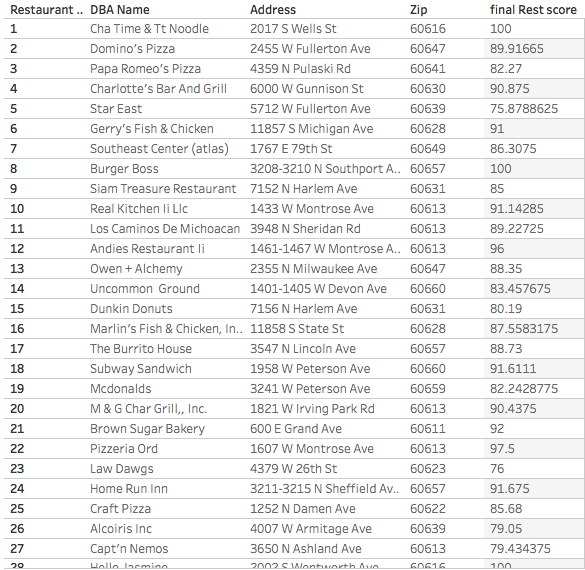 Restaurant .. DBA Name Address Zip final Rest score
1 Cha Time & Tt Noodle 2017 S Wells St 60616 100
2 Domino's Pizza 2455 W Fullerton Ave 60647 89.91665
3 Papa Romeo's Pizza 4359 N Pulaski Rd 60641 82.27
4 Charlotte's Bar And Grill 6000 W Gunnison St 60630 90.875
5 Star East 5712 W Fullerton Ave 60639 75.8788625
6 Gerry's Fish & Chicken 11857 S Michigan Ave 60628 91
7 Southeast Center (atlas) 1767 E 79th St 60649 86.3075
8 Burger Boss 3208-3210 N Southport A.. 60657 100
9 Siam Treasure Restaurant 7152 N Harlem Ave 60631 85
10 Real Kitchen Ii Llc 1433 W Montrose Ave 60613 91.14285
11 Los Caminos De Michoacan 3948 N Sheridan Rd 60613 89.22725
12 Andies Restaurant Ii 1461-1467 W Montrose A.. 60613 96
13 Owen + Alchemy 2355 N Milwaukee Ave 60647 88.35
14 Uncommon Ground 1401-1405 W Devon Ave 60660 83.457675
15 Dunkin Donuts 7156 N Harlem Ave 60631 80.19
16 Marlin's Fish & Chicken, In.. 11858 S State St 60628 87.5583175
17 The Burrito House 3547 N Lincoln Ave 60657 88.73
18 Subway Sandwich 1958 W Peterson Ave 60660 91.6111
19 Mcdonalds 3241 W Peterson Ave 60659 82.2428775
20 M & G Char Grill,, Inc. 1821 W Irving Park Rd 60613 90.4375
21 Brown Sugar Bakery 600 E Grand Ave 60611 92
22 Pizzeria Ord 1607 W Montrose Ave 60613 97.5
23 Law Dawgs 4379 W 26th St 60623 76
24 Home Run Inn 3211-3215 N Sheffield Av.. 60657 91.675
25 Craft Pizza 1252 N Damen Ave 60622 85.68
26 Alcoiris Inc 4007 W Armitage Ave 60639 79.05
27 Capt'n Nemos 3650 N Ashland Ave 60613 79.434375
28 Hello Jasmine 2002 S Wentworth Ave 60616 100